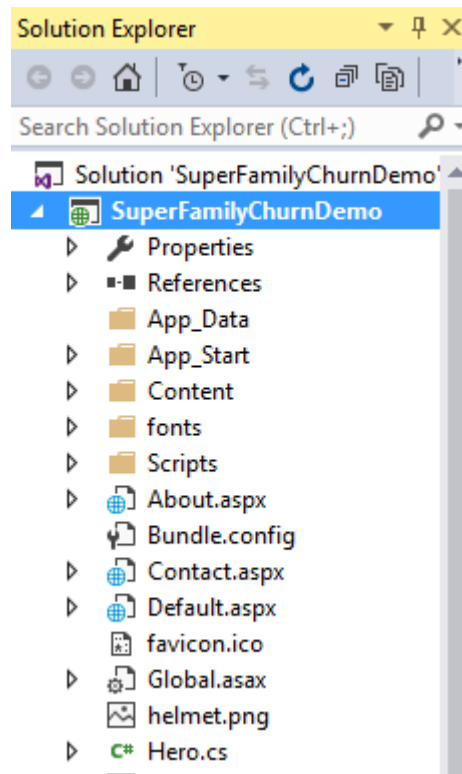 Solution Explorer
Search Solution Explorer (Ctrl+;)
Solution 'SuperFamilyChurnDemo'
SuperFamilyChurnDemo
Properties
References
App_Data
App_Start
Content
fonts
Scripts
About.aspx
Bundle.config
Contact.aspx
Default.aspx
favicon.ico
Global.asax
helmet.png
C# Hero.cs